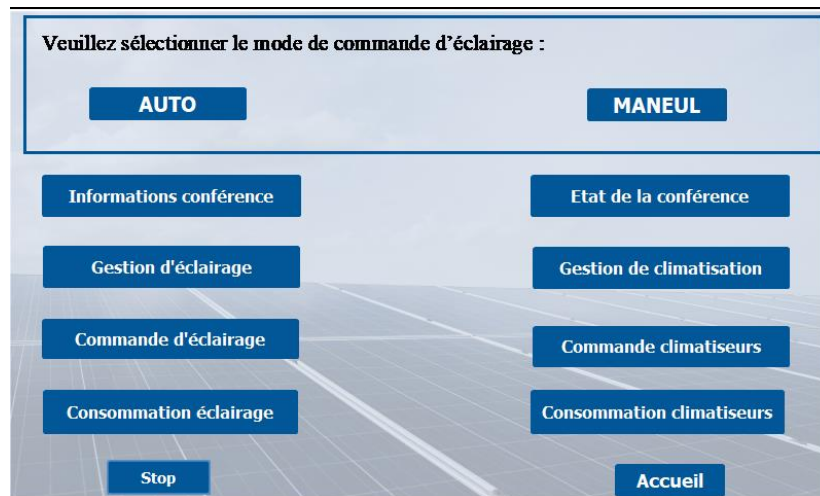 Veuillez sélectionner le mode de commande d'éclairage :
AUTO
MANEUL
Informations conférence
Etat de la conférence
Gestion d'éclairage
Gestion de climatisation
Commande d'éclairage
Commande climatiseurs
Consommation éclairage
Consommation climatiseurs
Stop
Accueil